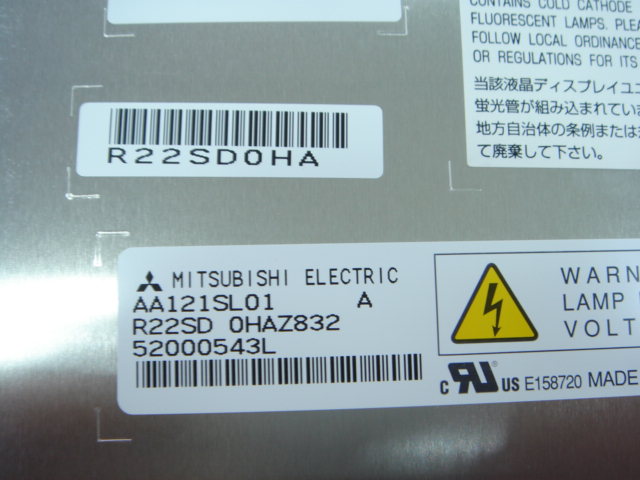 CONTAINS COLD CATHODE
FLUORESCENT LAMPS.
FOLLOW LOCAL
OR REGULATIONS FOR ITS
当該液晶ディスプレイユニ
蛍光管が組み込まれてい
地方自治体の条例または
て廃棄して下さい。
R22SD0HA
MITSUBISHI ELECTRIC
AA121SL01 A
R22SD 0HAZ832
52000543L
WARN
LAMP
VOLT
c RU US E158720 MADE